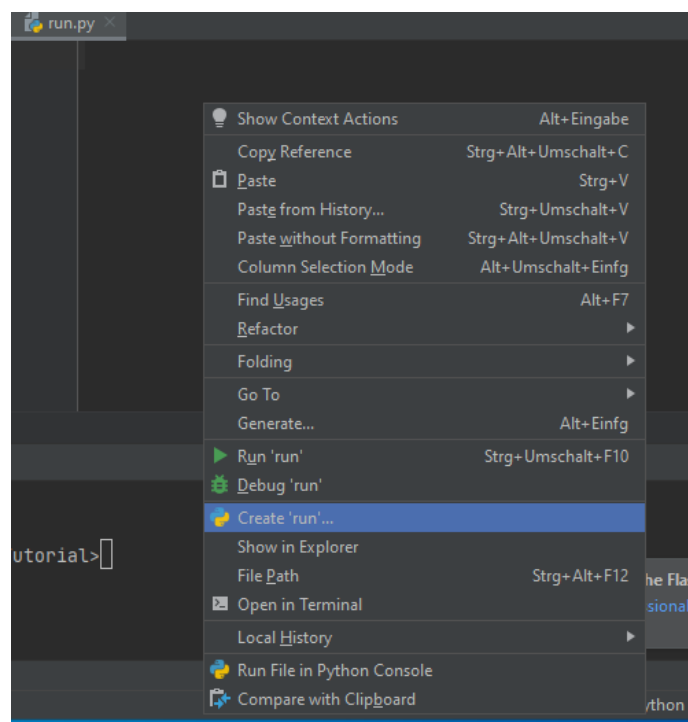 run.py
Show Context Actions Alt+Eingabe
Copy Reference Strg+Alt+Umschalt+C
Paste Strg+V
Paste from History... Strg+Umschalt+V
Paste without Formatting Strg+Alt+Umschalt+V
Column Selection Mode Alt+Umschalt+Einfg
Find Usages Alt+F7
Refactor
Folding
Go To
Generate... Alt+Einfg
Run 'run' Strg+Umschalt+F10
Debug 'run'
Create 'run'...
Show in Explorer
utorial>
File Path Strg+Alt+F12
he Fla
Open in Terminal
sional
Local History
Run File in Python Console
Compare with Clipboard
ython